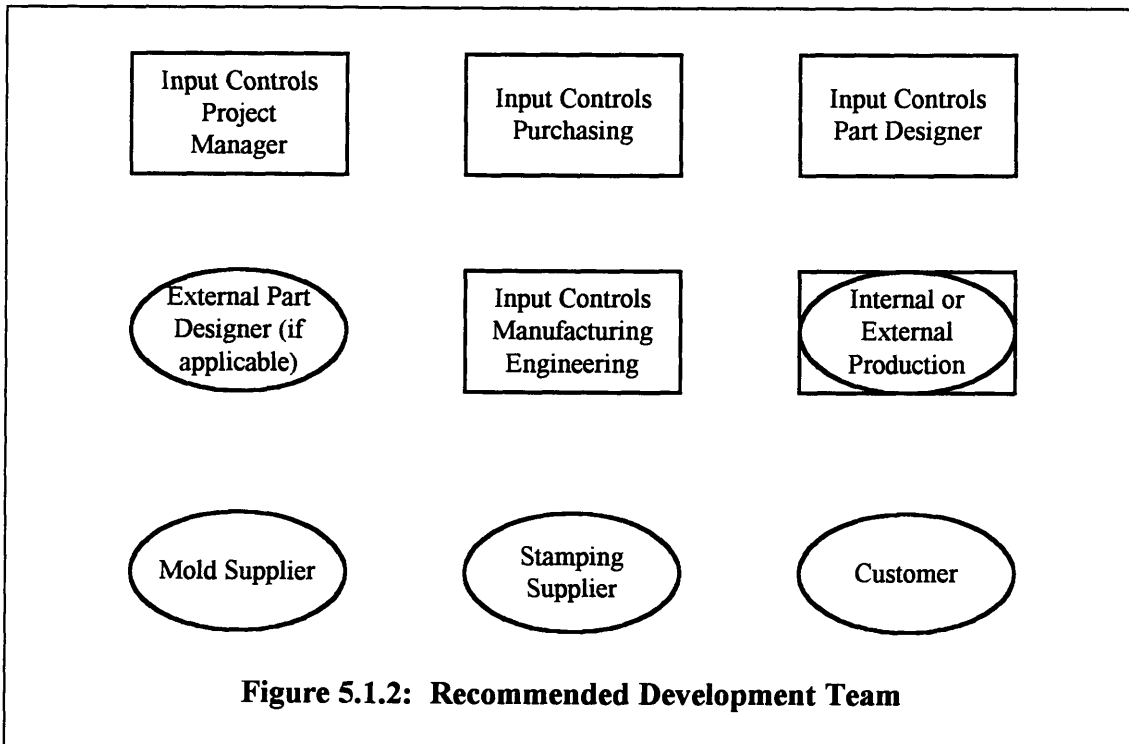 Input Controls
Project
Manager
Input Controls
Purchasing
Input Controls
Part Designer
External Part
Designer (if
applicable)
Input Controls
Manufacturing
Engineering
Internal or
External
Production
Mold Supplier
Stamping
Supplier
Customer
Figure 5.1.2: Recommended Development Team